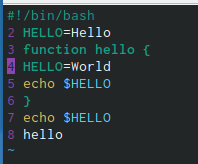 #!/bin/bash
2 HELLO=Hello
3 function hello {
4 HELLO=World
5 echo $HELLO
6 }
7 echo $HELLO
8 hello
~